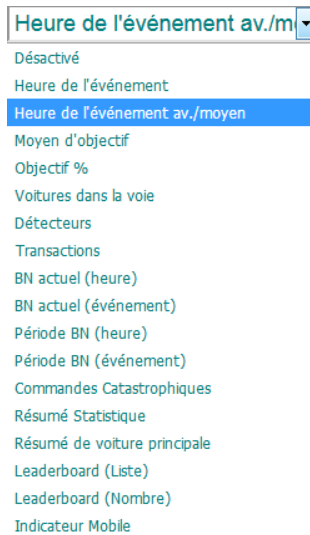 Heure de l'événement av./m
Désactivé
Heure de l'événement
Heure de l'événement av./moyen
Moyen d'objectif
Objectif %
Voitures dans la voie
Détecteurs
Transactions
BN actuel (heure)
BN actuel (événement)
Période BN (heure)
Période BN (événement)
Commandes Catastrophiques
Résumé Statistique
Résumé de voiture principale
Leaderboard (Liste)
Leaderboard (Nombre)
Indicateur Mobile